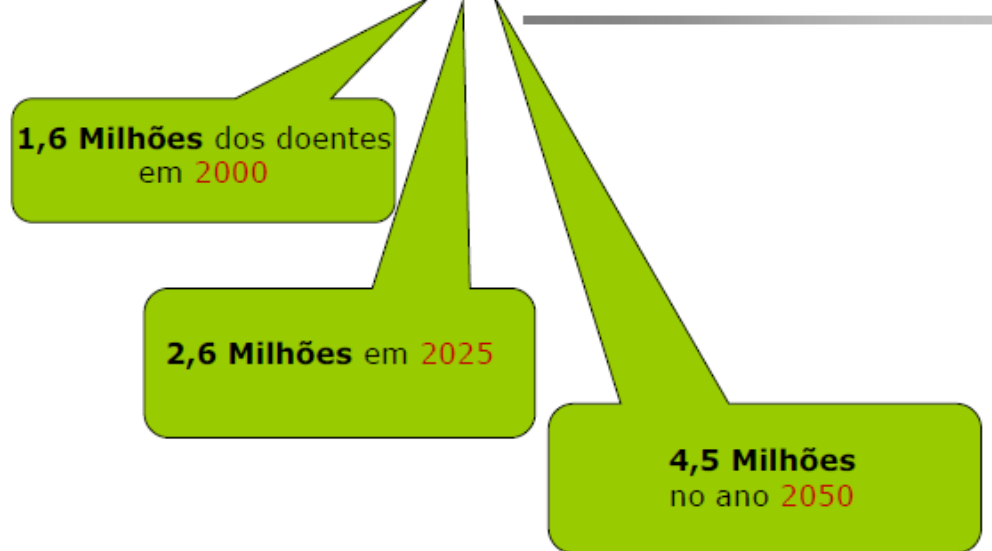 1,6 Milhões dos doentes
em 2000
2,6 Milhões em 2025
4,5 Milhões
no ano 2050